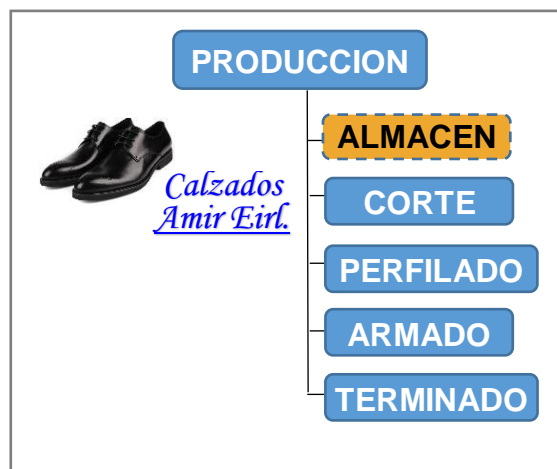 PRODUCCION
ALMACEN
Calzados
Amir Eirl.
CORTE
PERFILADO
ARMADO
TERMINADO